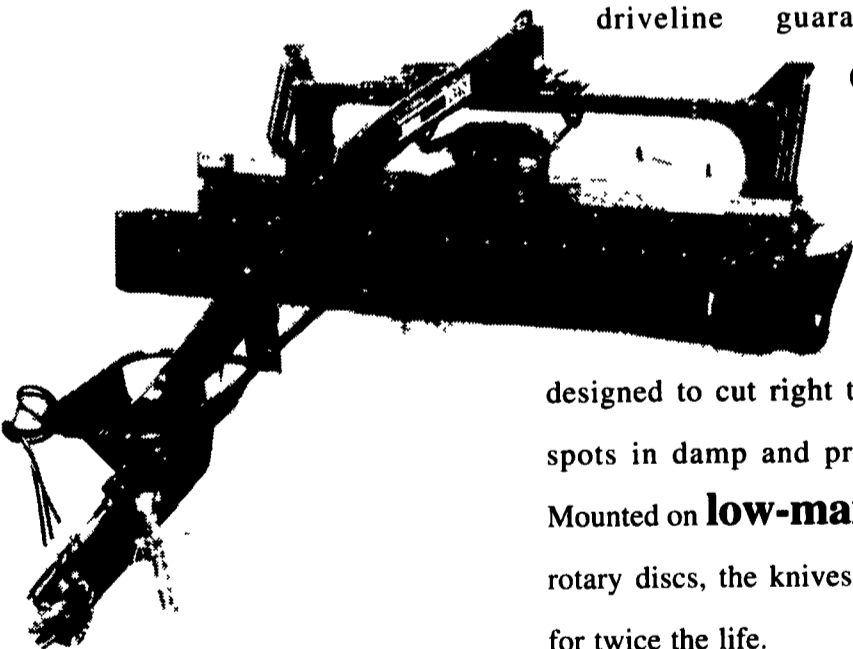 driveline guara
designed to cut right t
spots in damp and pr
Mounted on low-ma
rotary discs, the knives
for twice the life.